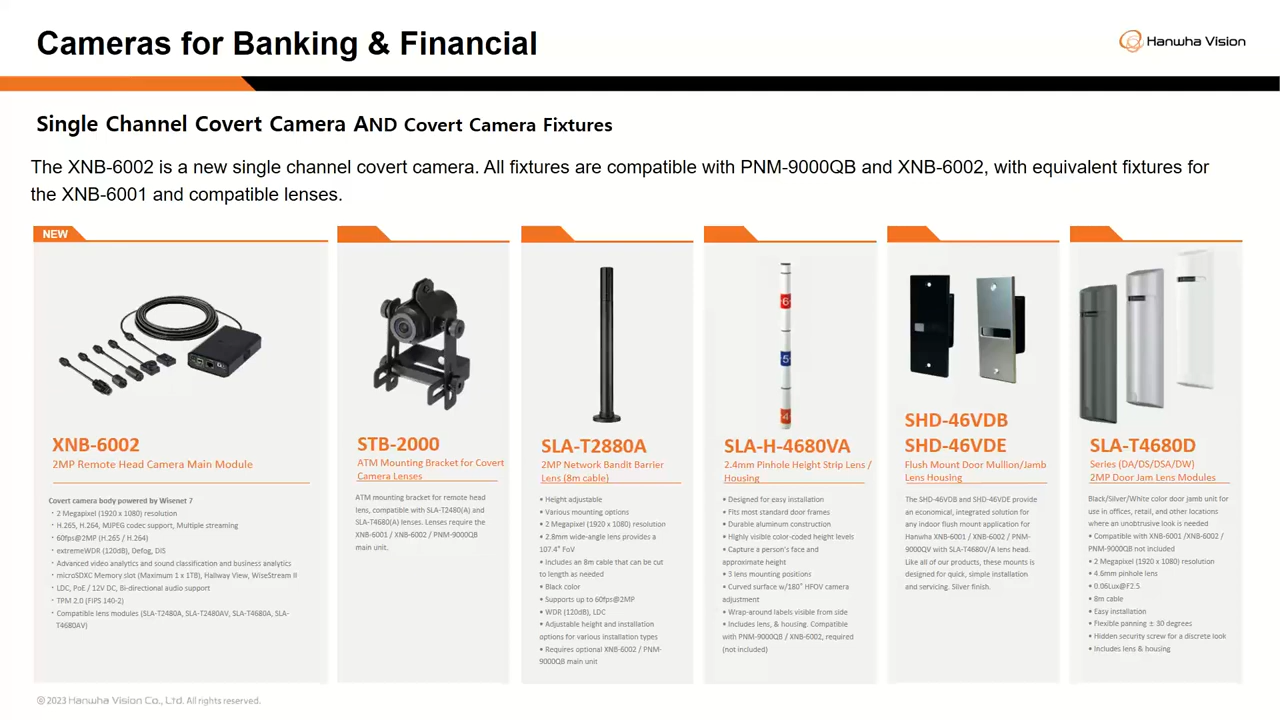 Cameras for Banking & Financial
Hanwha Vision
Single Channel Covert Camera AND Covert Camera Fixtures
The XNB-6002 is a new single channel covert camera. All fixtures are compatible with PNM-9000QB and XNB-6002, with equivalent fixtures for
the XNB-6001 and compatible lenses.
NEW
XNB-6002
2MP Remote Head Camera Main Module
Covert camera body powered by Wisenet 7
· 2 Megapixel (1920 x 1080) resolution
· H.265, H.264, MJPEG codec support, Multiple streaming
· 60fps@2MP (H.265 / H.264)
· extremeWDR (120dB), Defog, DIS
· Advanced video analytics and sound classification and business analytics
· microSDXC Memory slot (Maximum 1 x 1TB), Hallway View, WiseStream II
· LDC, PoE / 12V DC, Bi-directional audio support
· TPM 2.0 (FiPS 140-2)
· Compatible lens modules (SLA-T2480A, SLA-T2480AV, SLA-T4680A, SLA-
T4680AV)
STB-2000
ATM Mounting Bracket for Covert
Camera Lenses
ATM mounting bracket for remote head
lens, compatible with SLA-T2480(A) and
SLA-T4680(A) lenses. Lenses require the
XNB-6001 / XNB-6002 / PNM-9000QB
main unit.
SLA-T2880A
2MP Network Bandit Barrier
Lens (8m cable)
• Height adjustable
• Various mounting options
• 2 Megapixel (1920 x 1080) resolution
• 2.8mm wide-angle lens provides a
107.4˚ FoV
• Includes an 8m cable that can be cut
to length as needed
• Black color
• Supports up to 60fps@2MP
• WDR (120dB), LDC
• Adjustable height and installation
options for various installation types
• Requires optional XNB-6002 / PNM-
9000QB main unit
6
5
4
SLA-H-4680VA
2.4mm Pinhole Height Strip Lens /
Housing
• Designed for easy installation
• Fits most standard door frames
• Durable aluminum construction
• Highly visible color-coded height levels
• Capture a person's face and
approximate height
• 3 lens mounting positions
• Curved surface w/180° HFOV camera
adjustment
• Wrap-around labels visible from side
• Includes lens, & housing. Compatible
with PNM-9000QB / XNB-6002, required
(not included)
SHD-46VDB
SHD-46VDE
Flush Mount Door Mullion/Jamb
Lens Housing
The SHD-46VDB and SHD-46VDE provide
an economical, integrated solution for
any indoor flush mount application for
Hanwha XNB-6001 / XNB-6002 / PNM-
9000QV with SLA-T4680V/A lens head.
Like all of our products, these mounts is
designed for quick, simple installation
and servicing. Silver finish.
SLA-T4680D
Series (DA/DS/DSA/DW)
2MP Door Jam Lens Modules
Black/Silver/White color door jamb unit for
use in offices, retail, and other locations
where an unobtrusive look is needed
• Compatible with XNB-6001 /XNB-6002 /
PNM-9000QB not included
• 2 Megapixel (1920 x 1080) resolution
• 4.6mm pinhole lens
• 0.06Lux@F2.5
• 8m cable
• Easy installation
• Flexible panning ± 30 degrees
• Hidden security screw for a discrete look
• Includes lens & housing
© 2023 Hanwha Vision Co., Ltd. All rights reserved.